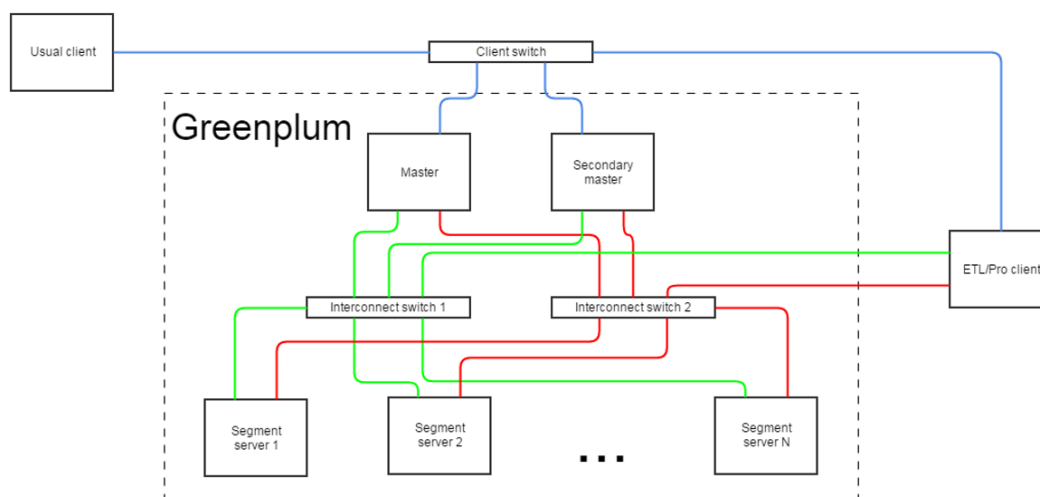 Usual client
Client switch
Greenplum
Master
Secondary
master
ETL/Pro client
Interconnect switch 1
Interconnect switch 2
Segment
server 1
Segment
server 2
...
Segment
server N